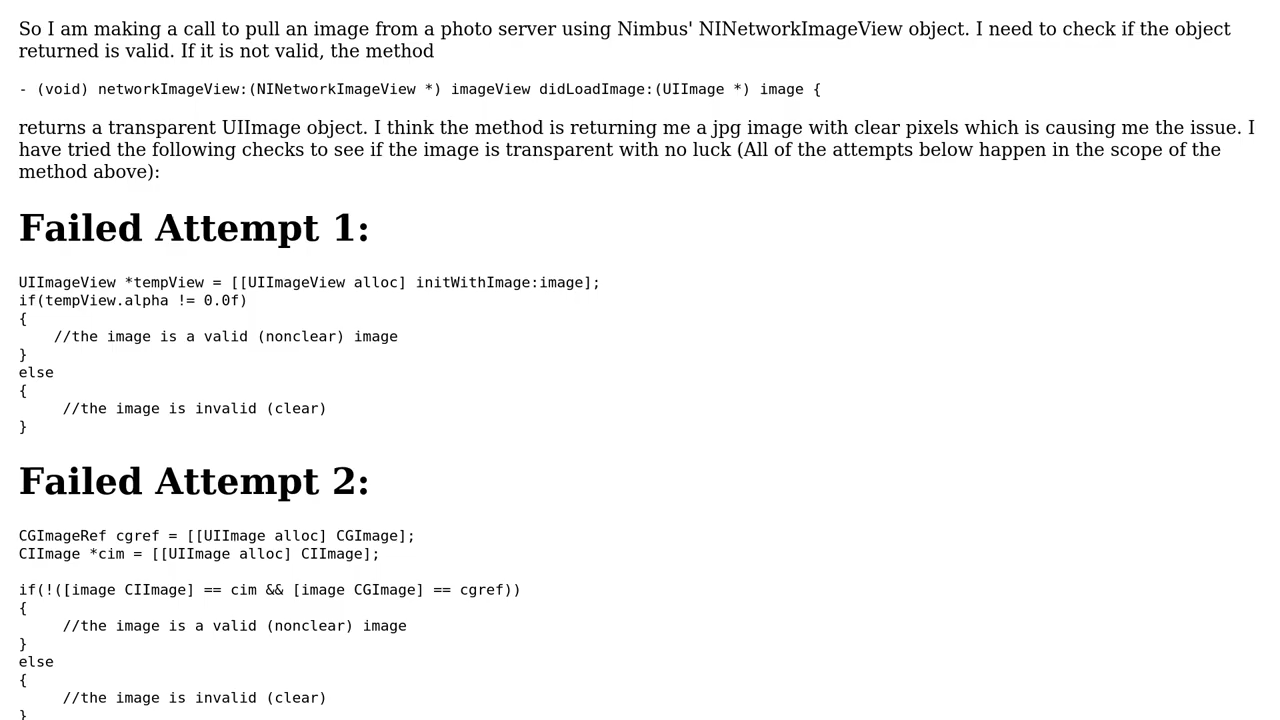 So I am making a call to pull an image from a photo server using Nimbus' NINetworkImageView object. I need to check if the object
returned is valid. If it is not valid, the method
- (void) networkImageView:(NINetworkImageView *) imageView didLoadImage:(UIImage *) image {
returns a transparent UIImage object. I think the method is returning me a jpg image with clear pixels which is causing me the issue. I
have tried the following checks to see if the image is transparent with no luck (All of the attempts below happen in the scope of the
method above):
Failed Attempt 1:
UIImageView *tempView = [[UIImageView alloc] initWithImage:image];
if(tempView.alpha != 0.0f)
{
    //the image is a valid (nonclear) image
}
else
{
     //the image is invalid (clear)
}
Failed Attempt 2:
CGImageRef cgref = [[UIImage alloc] CGImage];
CIImage *cim = [[UIImage alloc] CIImage];
if(!([image CIImage] == cim && [image CGImage] == cgref))
{
     //the image is a valid (nonclear) image
}
else
{
     //the image is invalid (clear)
}